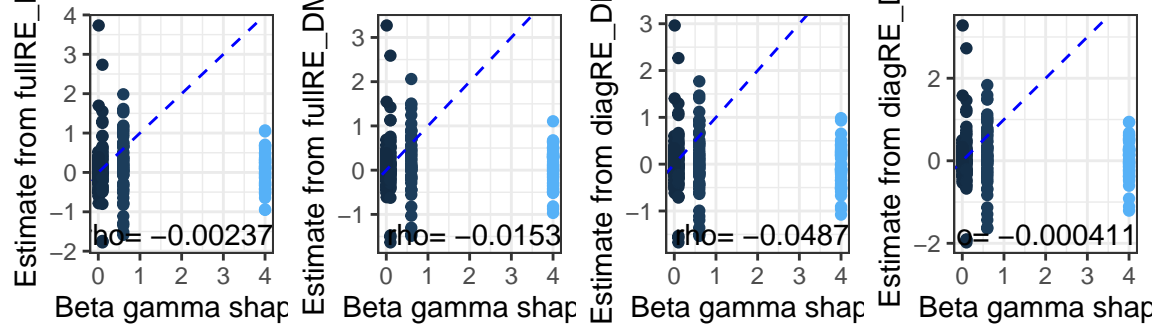 Estimate from fullRE_
4
3
2
1
0
−1
−2
rho= −0.00237
0 1 2 3 4
Beta gamma shap
Estimate from fullRE_DM
3
2
1
0
−1
rho= −0.0153
0 1 2 3 4
Beta gamma shap
Estimate from diagRE_D
3
2
1
0
−1
rho= −0.0487
0 1 2 3 4
Beta gamma shap
Estimate from diagRE_D
2
0
−2
o= −0.000411
0 1 2 3 4
Beta gamma shap